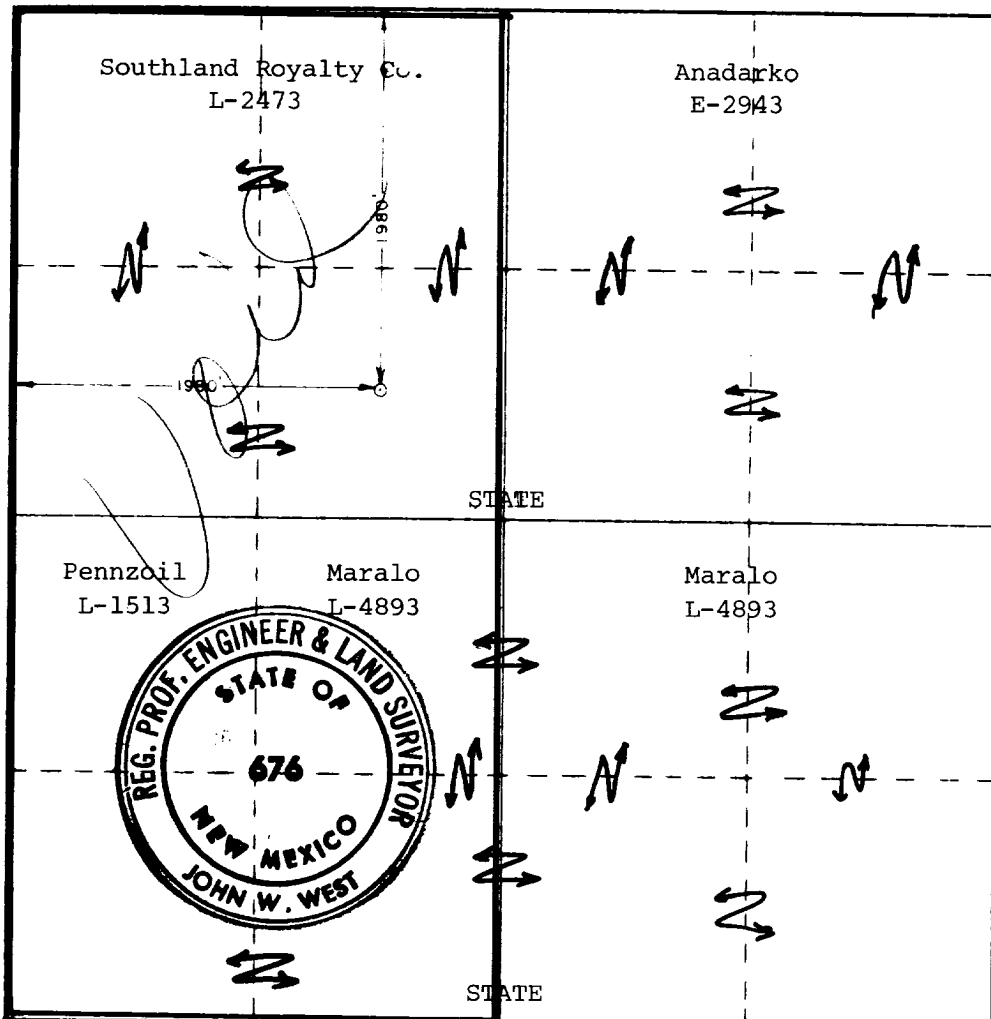 Southland Royalty Co.
L-2473
Anadarko
E-2943
1980'
1980'
STATE
Pennzoil
L-1513
Maralo
L-4893
Maralo
L-4893
REG. PROF. ENGINEER & LAND SURVEYOR
STATE OF
676
NEW MEXICO
JOHN W. WEST
STATE